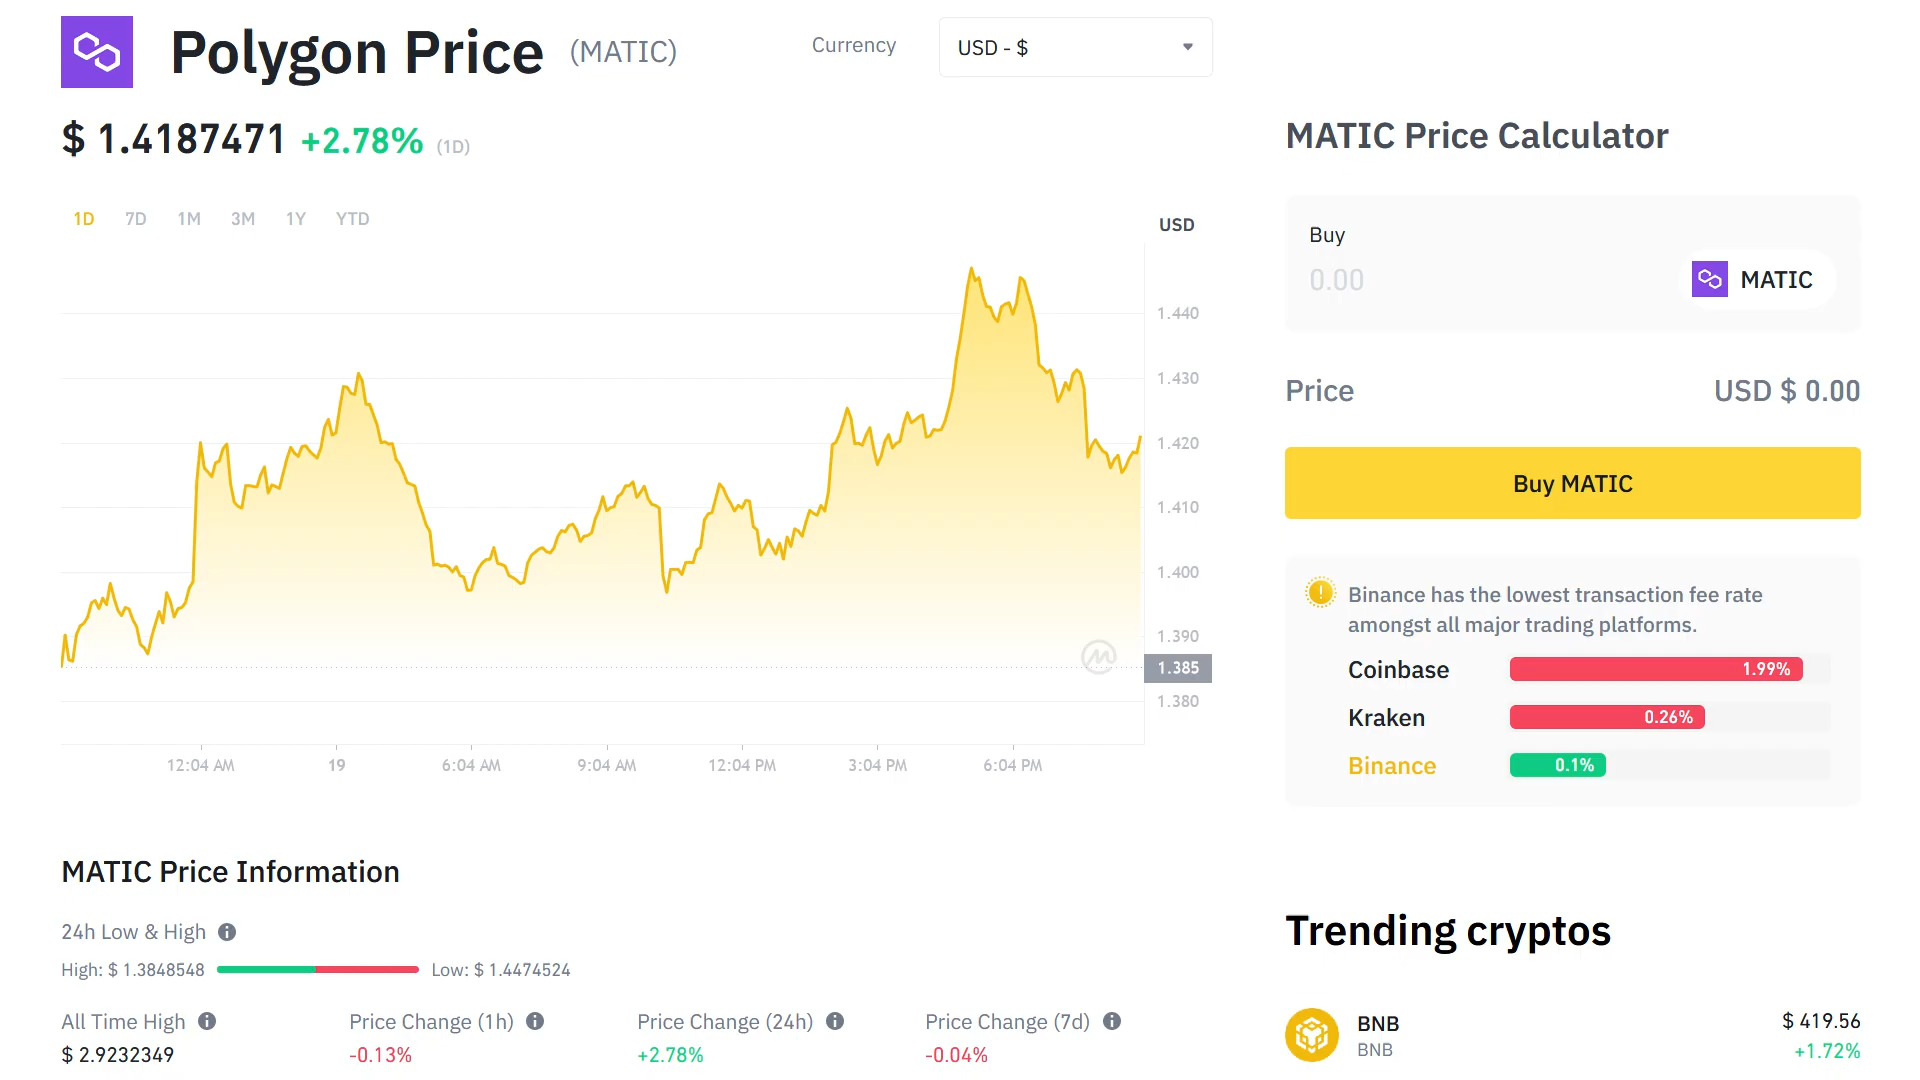 Polygon Price (MATIC)
Currency
USD - $
$ 1.4187471 +2.78% (1D)
1D 7D 1M 3M 1Y YTD
USD
1.440
1.430
1.420
1.410
1.400
1.390
1.385
1.380
12:04 AM 19 6:04 AM 9:04 AM 12:04 PM 3:04 PM 6:04 PM
MATIC Price Information
24h Low & High
High: $ 1.3848548 Low: $ 1.4474524
All Time High Price Change (1h) Price Change (24h) Price Change (7d)
$ 2.9232349 -0.13% +2.78% -0.04%
MATIC Price Calculator
Buy
0.00 MATIC
Price USD $ 0.00
Buy MATIC
Binance has the lowest transaction fee rate
amongst all major trading platforms.
Coinbase 1.99%
Kraken 0.26%
Binance 0.1%
Trending cryptos
BNB $ 419.56
BNB +1.72%